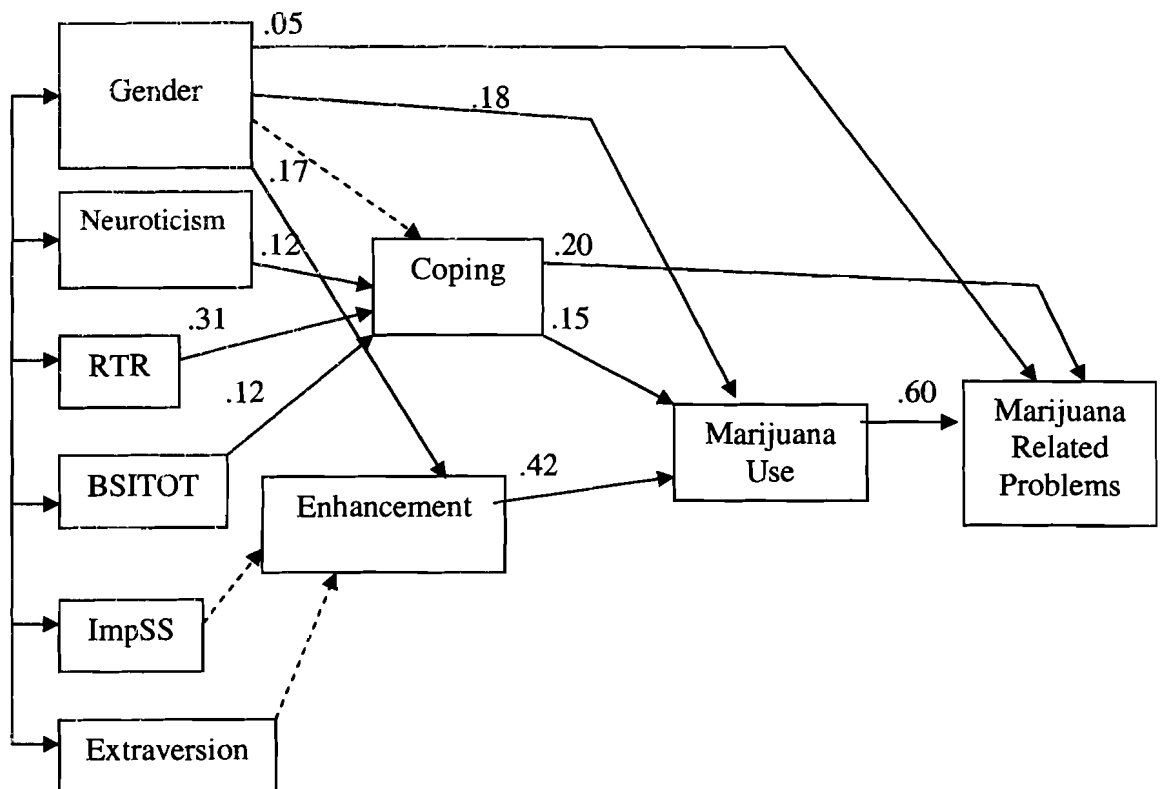 .05
Gender
.18
.17
Neuroticism
.12
Coping
.20
.31
.15
RTR
.12
.60
Marijuana
Use
Marijuana
Related
Problems
BSITOT
.42
Enhancement
ImpSS
Extraversion